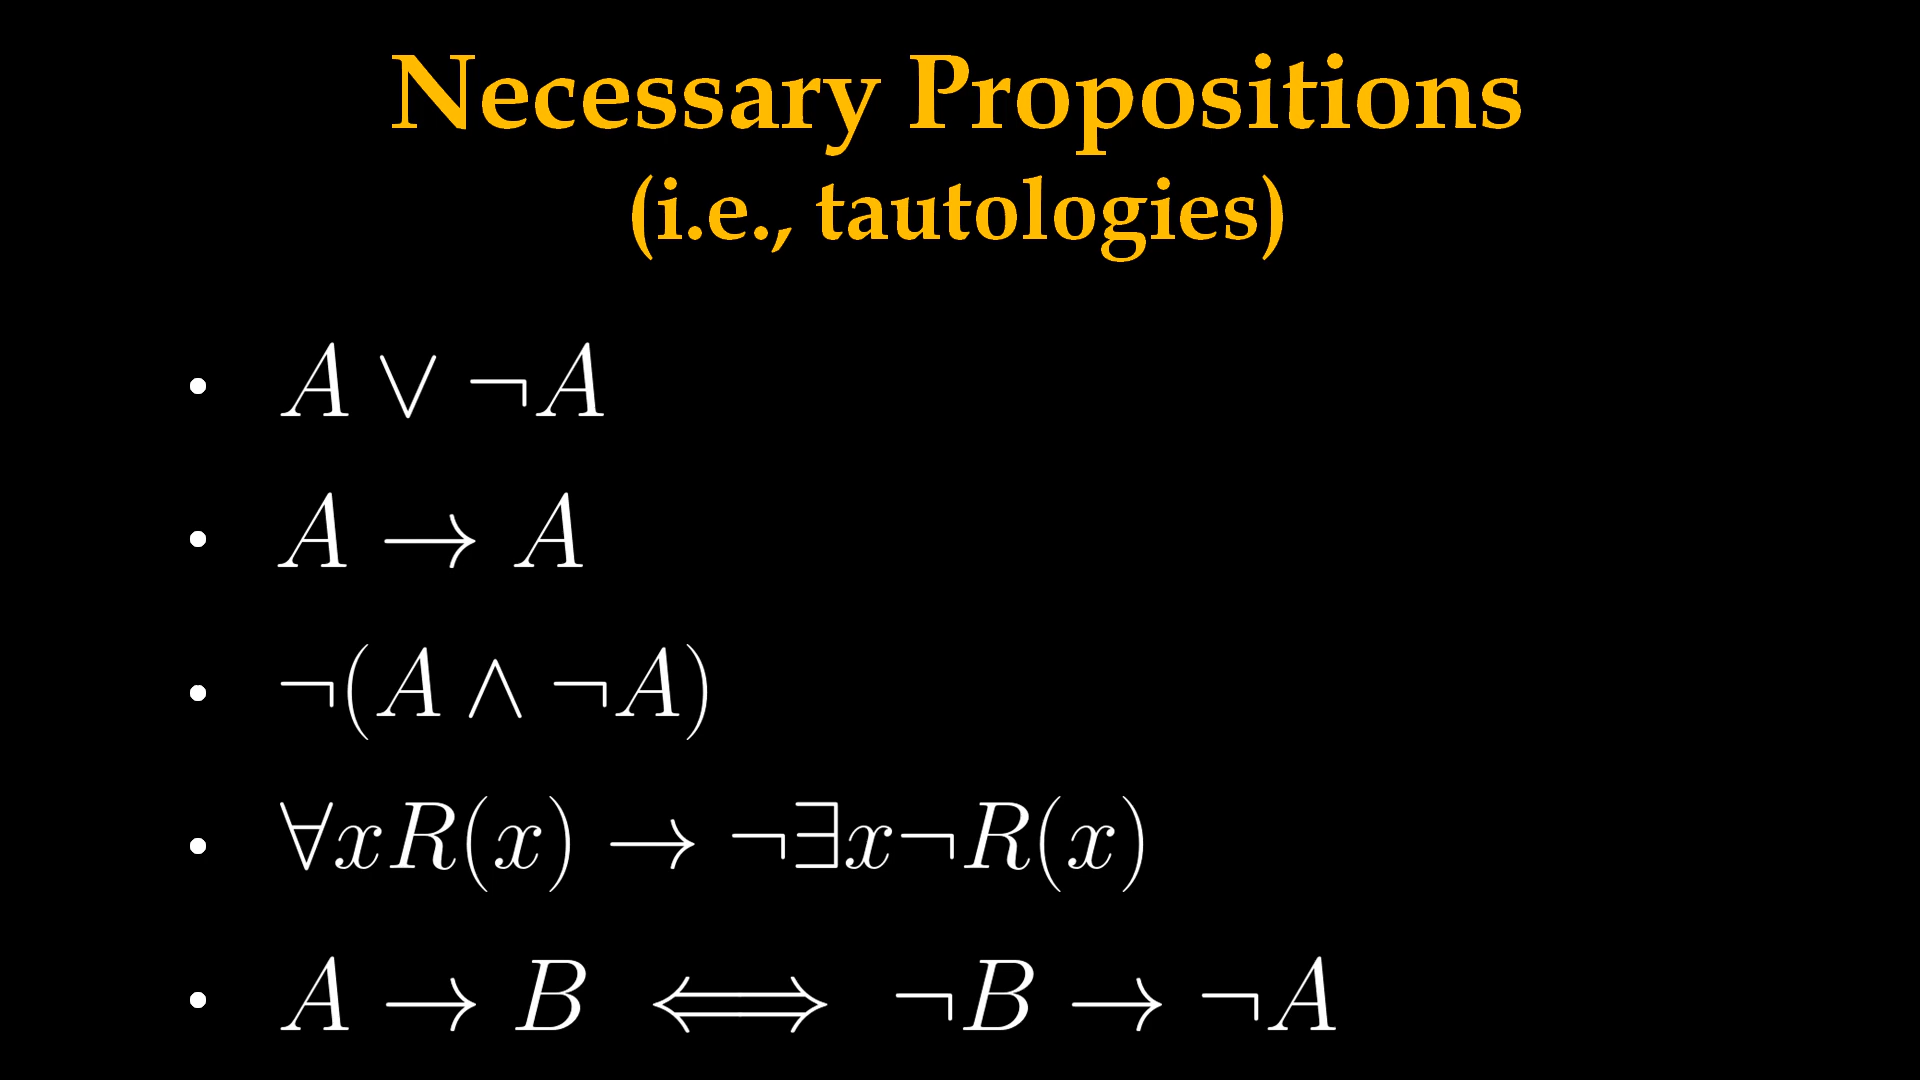 Necessary Propositions
(i.e., tautologies)
• A ∨ ¬A
• A → A
• ¬(A ∧ ¬A)
• ∀xR(x) → ¬∃x¬R(x)
• A → B ⟺ ¬B → ¬A